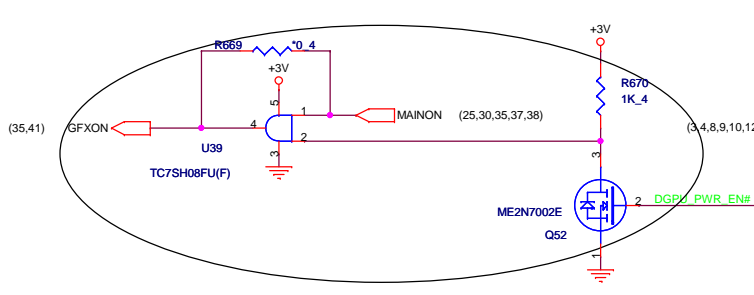 +3V
R669 *0_4
+3V
R670
1K_4
5
1
MAINON (25,30,35,37,38)
(35,41) GFXON
4
(3,4,8,9,10,12
2
U39
3
3
TC7SH08FU(F)
2
DGPU_PWR_EN#
ME2N7002E
Q52
1